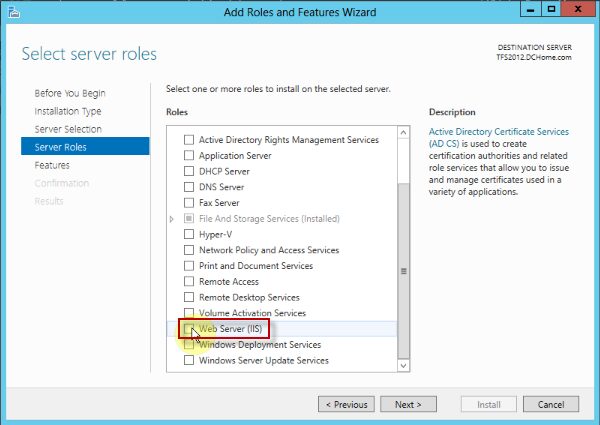 Add Roles and Features Wizard
Select server roles
DESTINATION SERVER
TFS2012.DCHome.com
Before You Begin
Installation Type
Server Selection
Server Roles
Features
Confirmation
Results
Select one or more roles to install on the selected server.
Roles
Active Directory Rights Management Services
Application Server
DHCP Server
DNS Server
Fax Server
File And Storage Services (Installed)
Hyper-V
Network Policy and Access Services
Print and Document Services
Remote Access
Remote Desktop Services
Volume Activation Services
Web Server (IIS)
Windows Deployment Services
Windows Server Update Services
Description
Active Directory Certificate Services
(AD CS) is used to create
certification authorities and related
role services that allow you to issue
and manage certificates used in a
variety of applications.
< Previous
Next >
Install
Cancel